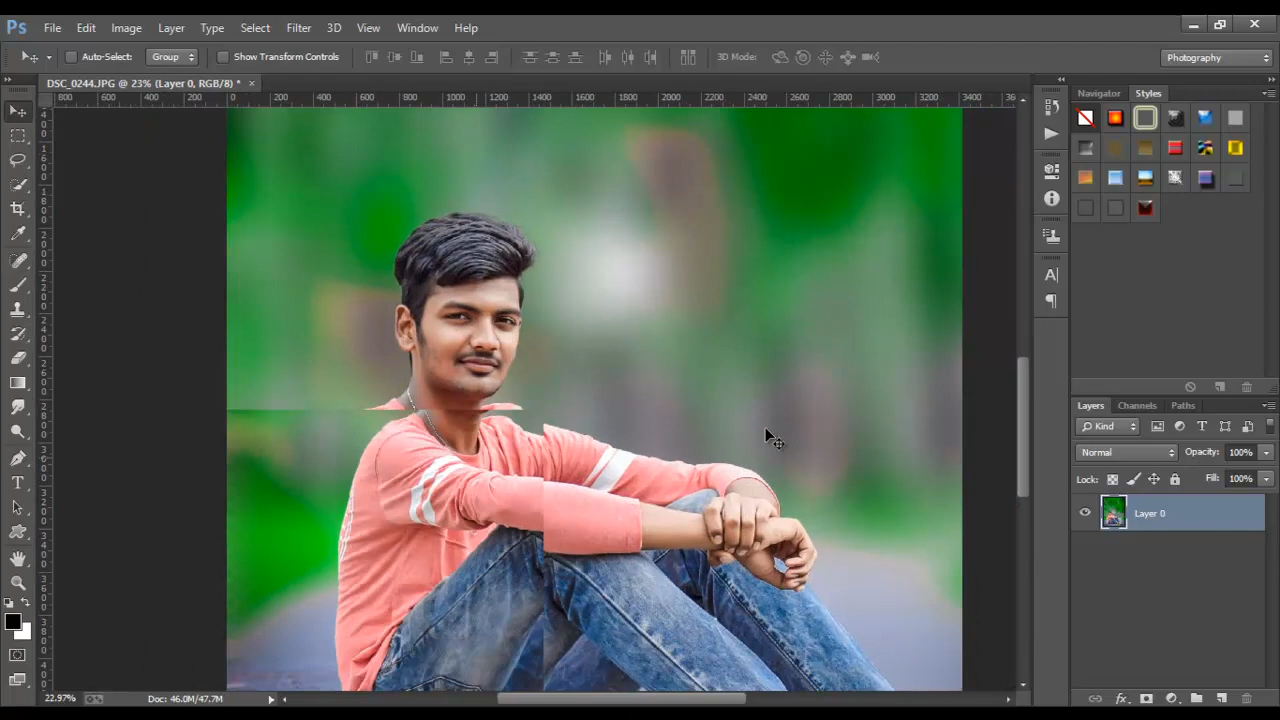 Ps File Edit Image Layer Type Select Filter 3D View Window Help
Auto-Select: Group Show Transform Controls 3D Mode: Photography
DSC_0244.JPG @ 23% (Layer 0, RGB/8) * ×
800 600 400 200 0 200 400 600 800 1000 1200 1400 1600 1800 2000 2200 2400 2600 2800 3000 3200 3400 36
Navigator Styles
Layers Channels Paths
Kind
Normal Opacity: 100%
Lock: Fill: 100%
Layer 0
22.97% Doc: 46.0M/47.7M